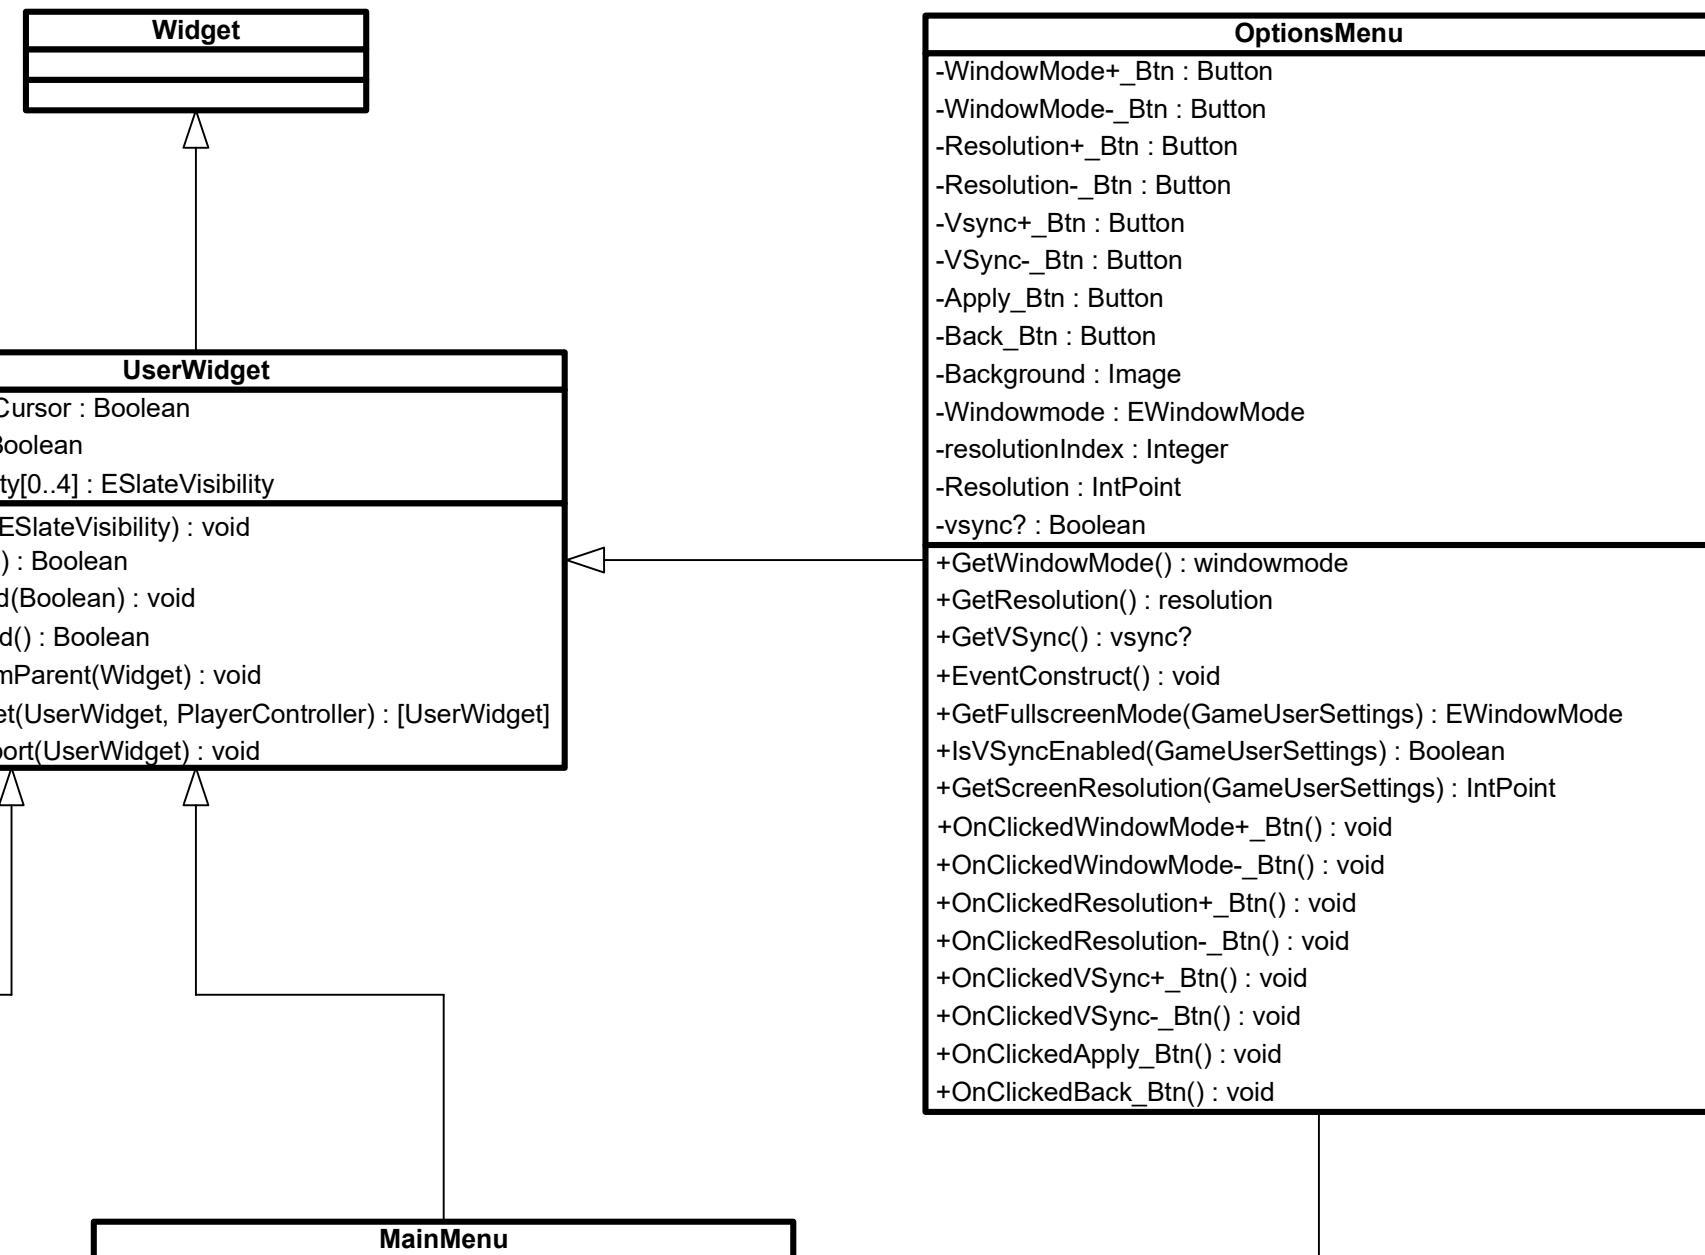 Widget
UserWidget
Cursor : Boolean
Boolean
ty[0..4] : ESlateVisibility
ESlateVisibility) : void
) : Boolean
d(Boolean) : void
d() : Boolean
mParent(Widget) : void
et(UserWidget, PlayerController) : [UserWidget]
port(UserWidget) : void
OptionsMenu
-WindowMode+_Btn : Button
-WindowMode-_Btn : Button
-Resolution+_Btn : Button
-Resolution-_Btn : Button
-Vsync+_Btn : Button
-VSync-_Btn : Button
-Apply_Btn : Button
-Back_Btn : Button
-Background : Image
-Windowmode : EWindowMode
-resolutionIndex : Integer
-Resolution : IntPoint
-vsync? : Boolean
+GetWindowMode() : windowmode
+GetResolution() : resolution
+GetVSync() : vsync?
+EventConstruct() : void
+GetFullscreenMode(GameUserSettings) : EWindowMode
+IsVSyncEnabled(GameUserSettings) : Boolean
+GetScreenResolution(GameUserSettings) : IntPoint
+OnClickedWindowMode+_Btn() : void
+OnClickedWindowMode-_Btn() : void
+OnClickedResolution+_Btn() : void
+OnClickedResolution-_Btn() : void
+OnClickedVSync+_Btn() : void
+OnClickedVSync-_Btn() : void
+OnClickedApply_Btn() : void
+OnClickedBack_Btn() : void
MainMenu